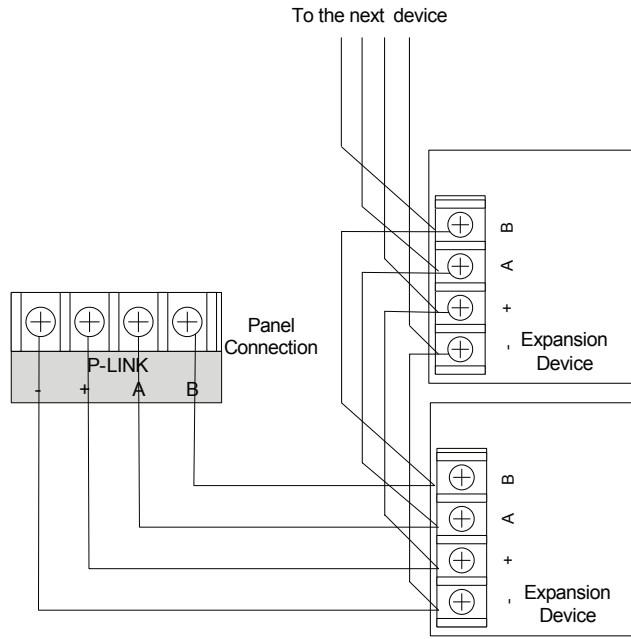 To the next device
B
A
+
-
Expansion
Device
Panel
Connection
P-LINK
- + A B
B
A
+
-
Expansion
Device